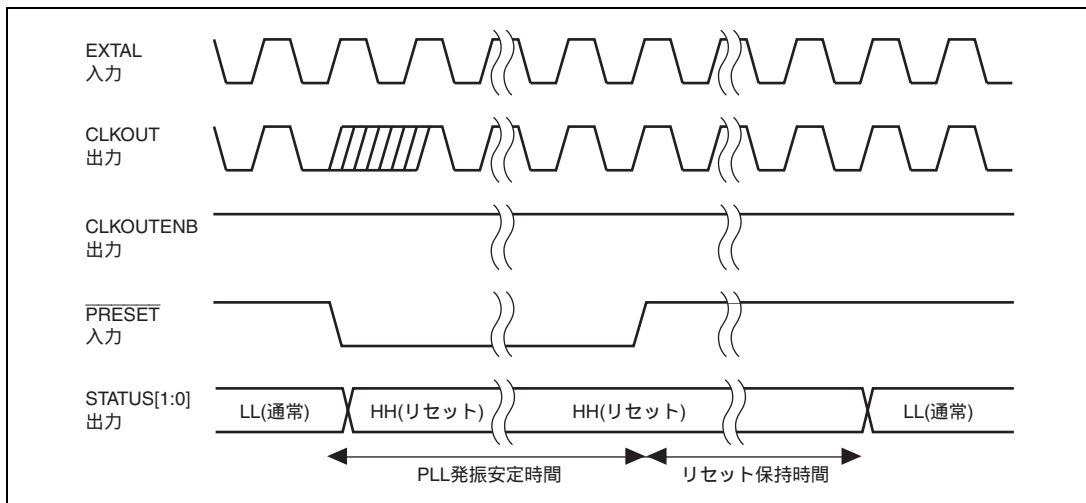 EXTAL
入力
CLKOUT
出力
CLKOUTENB
出力
PRESET
入力
STATUS[1:0]
出力
LL(通常)
HH(リセット)
HH(リセット)
LL(通常)
PLL発振安定時間
リセット保持時間